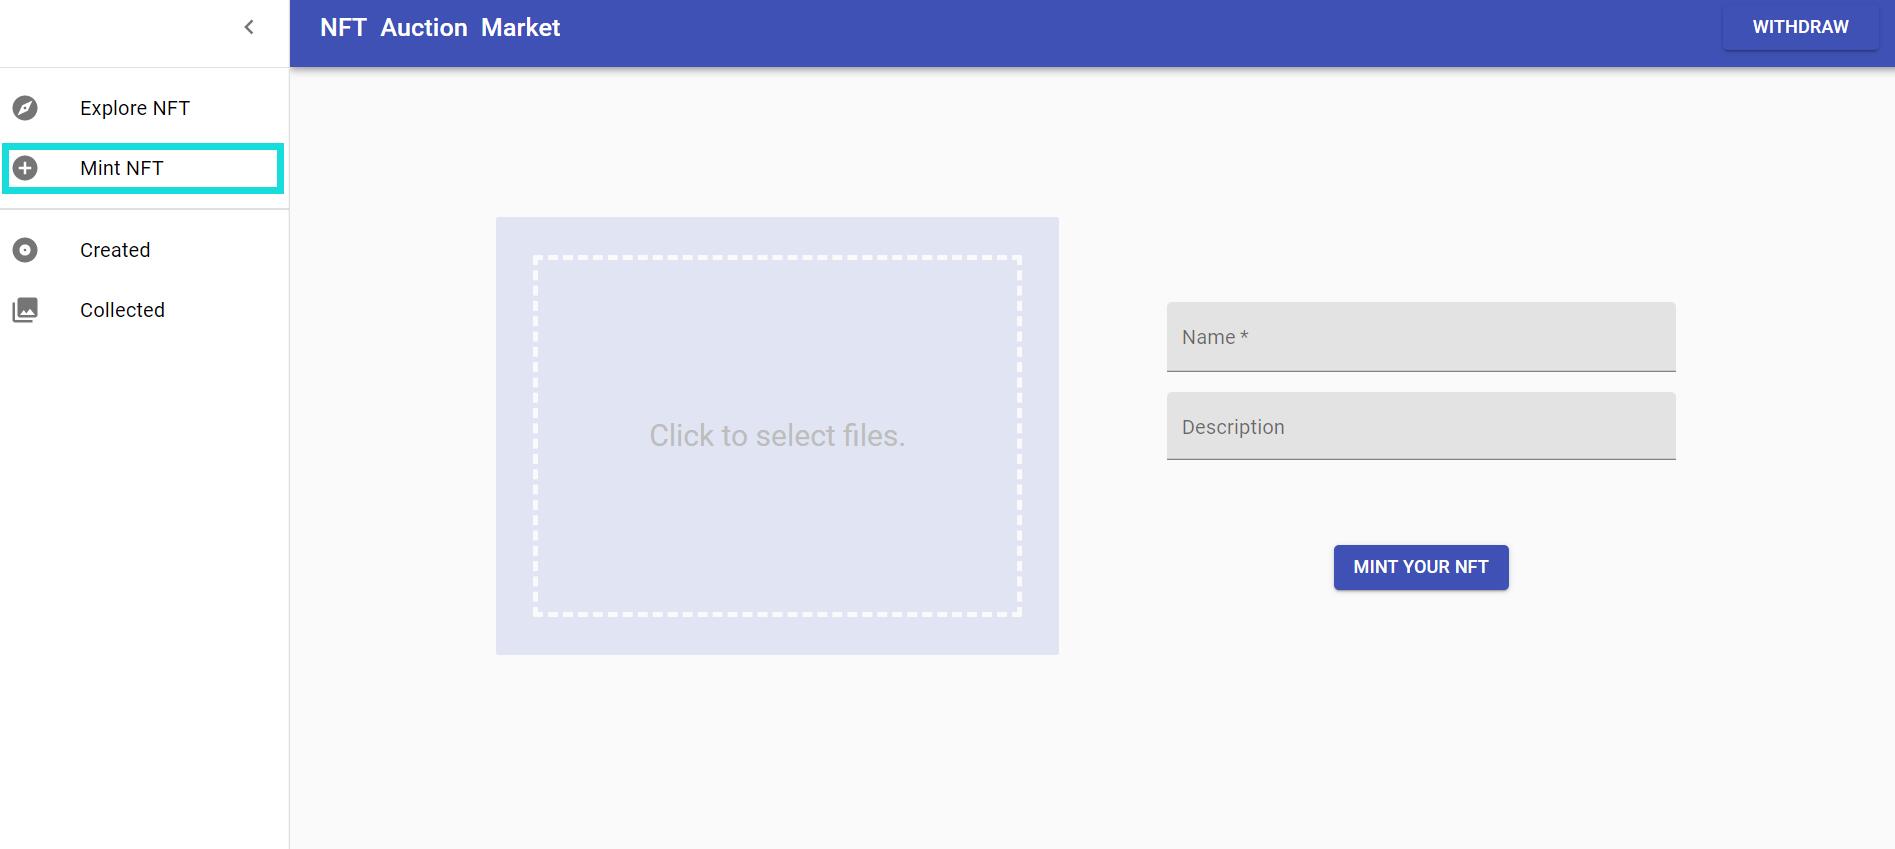 NFT Auction Market
WITHDRAW
Explore NFT
Mint NFT
Created
Collected
Click to select files.
Name *
Description
MINT YOUR NFT